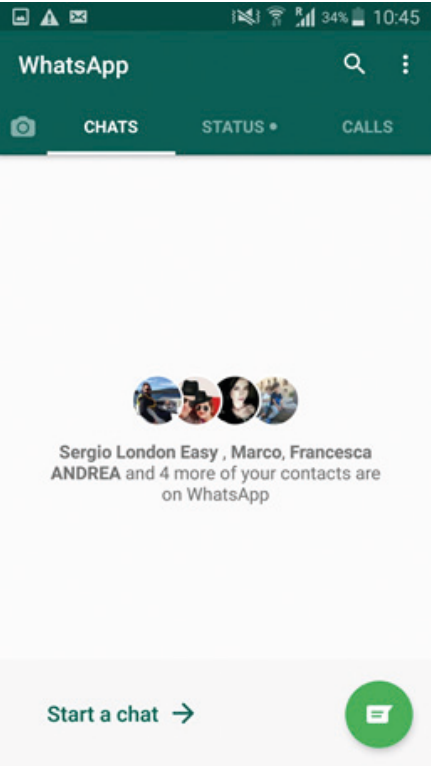 R 34% 10:45
WhatsApp
CHATS STATUS • CALLS
Sergio London Easy , Marco, Francesca
ANDREA and 4 more of your contacts are
on WhatsApp
Start a chat →